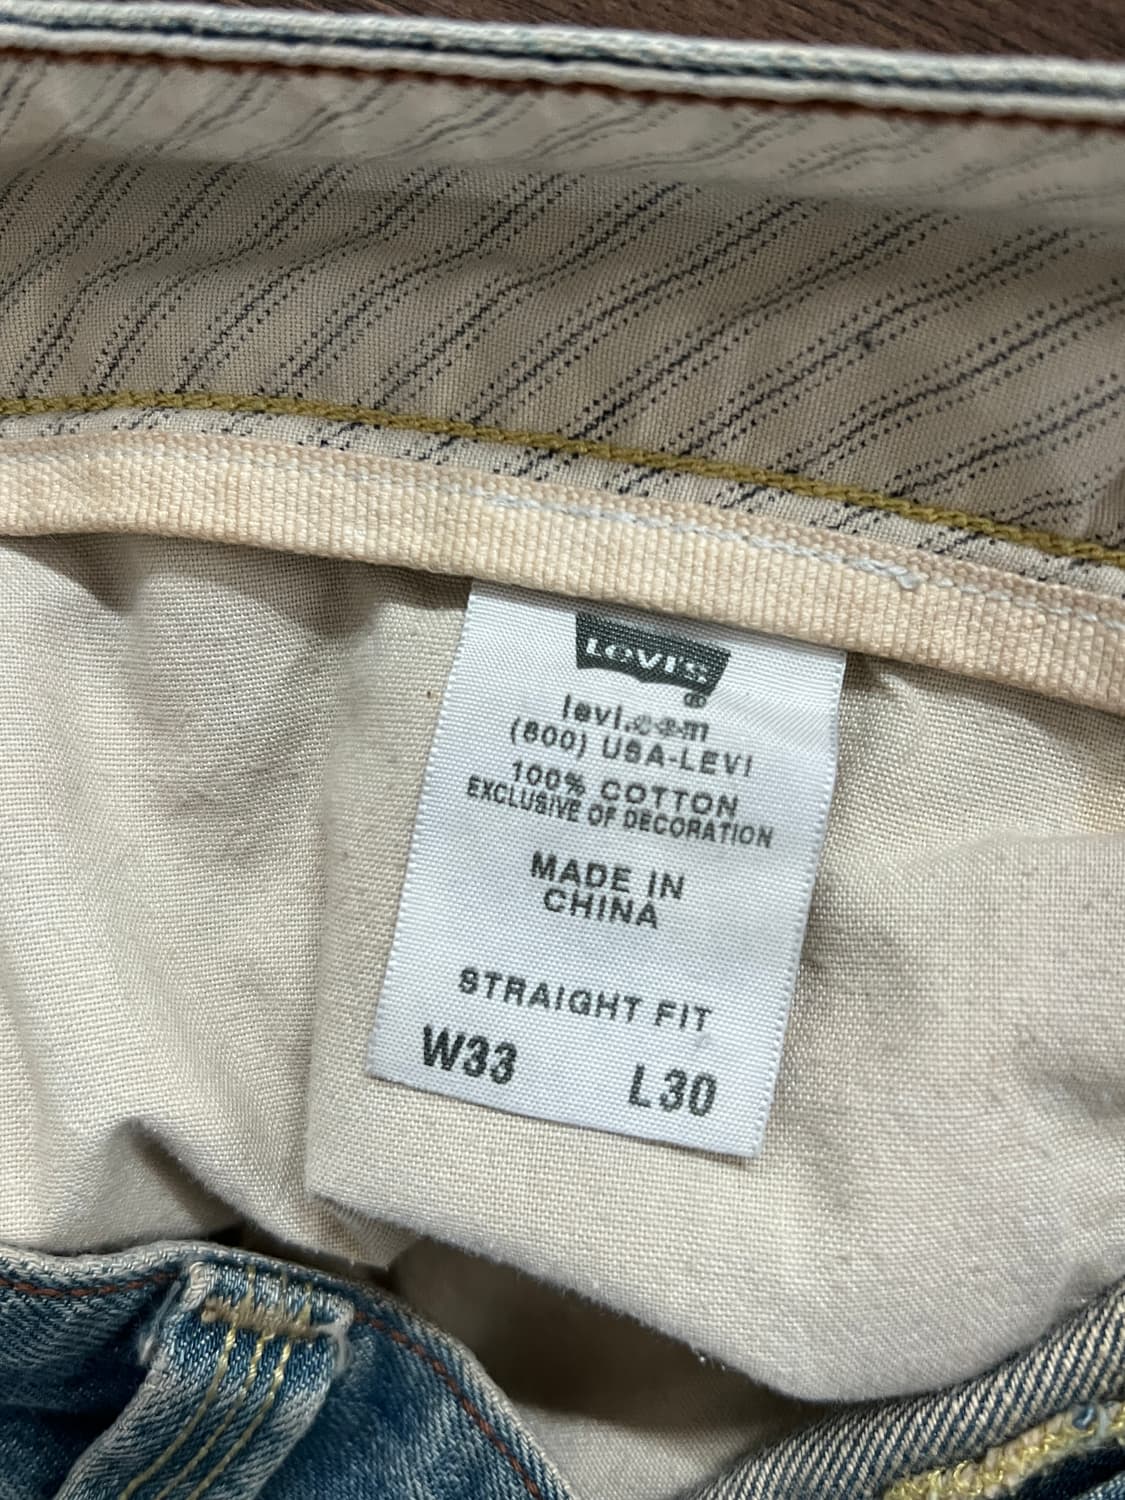 LEVI'S
®
levi.com
(800) USA-LEVI
100% COTTON
EXCLUSIVE OF DECORATION
MADE IN
CHINA
STRAIGHT FIT
W33 L30